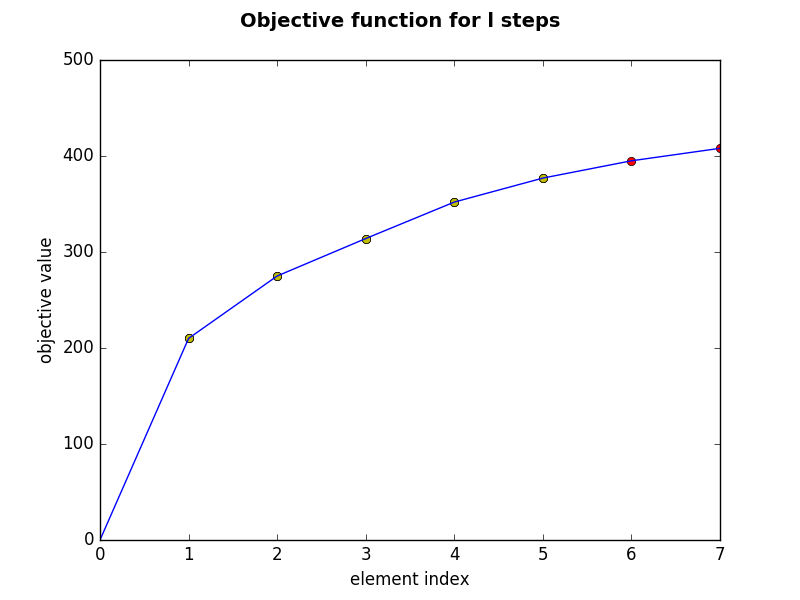 Objective function for l steps
500
400
300
200
100
0
objective value
0 1 2 3 4 5 6 7
element index